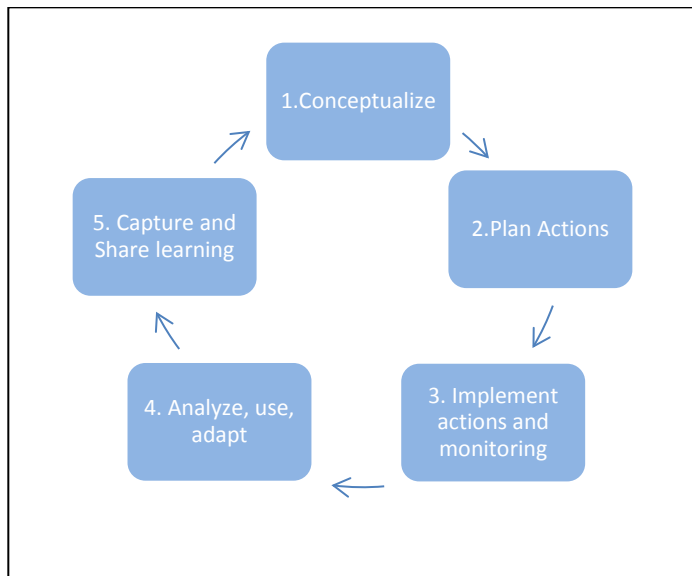 1.Conceptualize
2.Plan Actions
3. Implement
actions and
monitoring
4. Analyze, use,
adapt
5. Capture and
Share learning